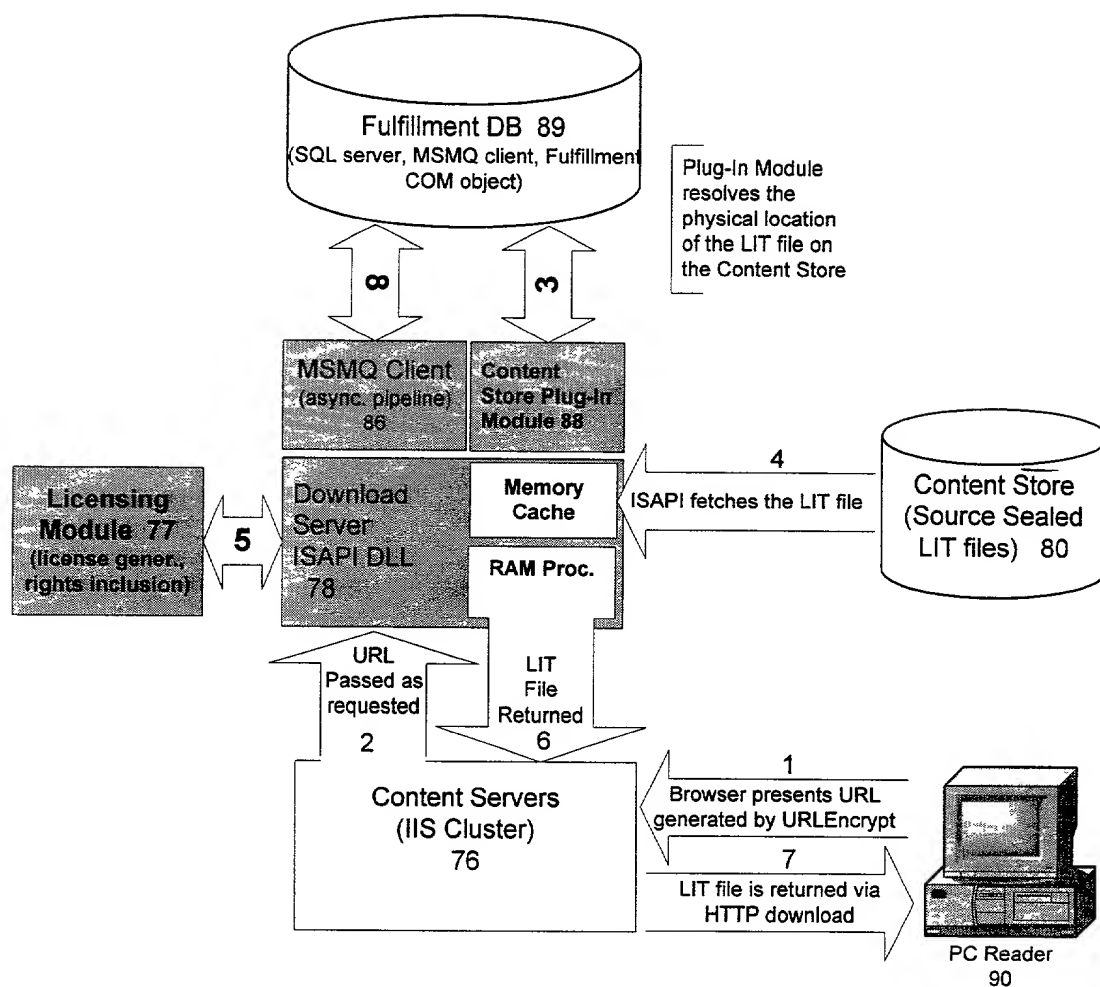 Fulfillment DB 89
(SQL server, MSMQ client, Fulfillment
COM object)
Plug-In Module
resolves the
physical location
of the LIT file on
the Content Store
8
3
MSMQ Client
(async. pipeline)
86
Content
Store Plug-In
Module 88
Licensing
Module 77
(license gener.,
rights inclusion)
5
Download
Server
ISAPI DLL
78
Memory
Cache
RAM Proc.
4
ISAPI fetches the LIT file
Content Store
(Source Sealed
LIT files) 80
URL
Passed as
requested
2
LIT
File
Returned
6
Content Servers
(IIS Cluster)
76
1
Browser presents URL
generated by URLEncrypt
7
LIT file is returned via
HTTP download
PC Reader
90